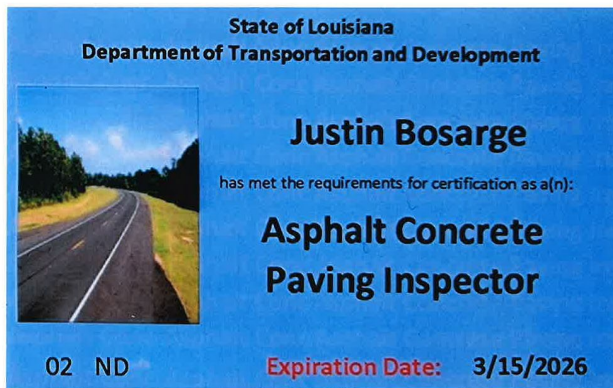 State of Louisiana
Department of Transportation and Development
Justin Bosarge
has met the requirements for certification as a(n):
Asphalt Concrete
Paving Inspector
02 ND
Expiration Date: 3/15/2026